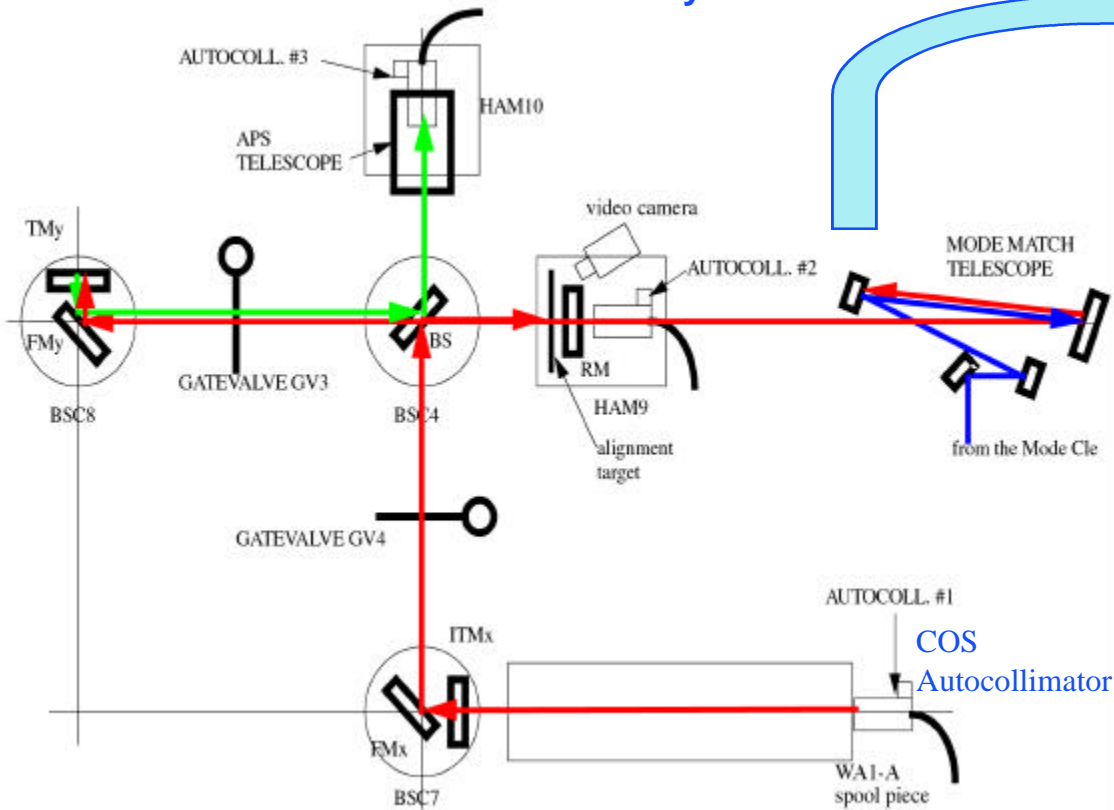 AUTOCOLL. #3
HAM10
APS
TELESCOPE
video camera
TMy
AUTOCOLL. #2
MODE MATCH
TELESCOPE
FMy
BS
RM
GATEVALVE GV3
BSC8
BSC4
HAM9
alignment
target
from the Mode Cle
GATEVALVE GV4
AUTOCOLL. #1
ITMx
COS
Autocollimator
FMx
WA1-A
spool piece
BSC7